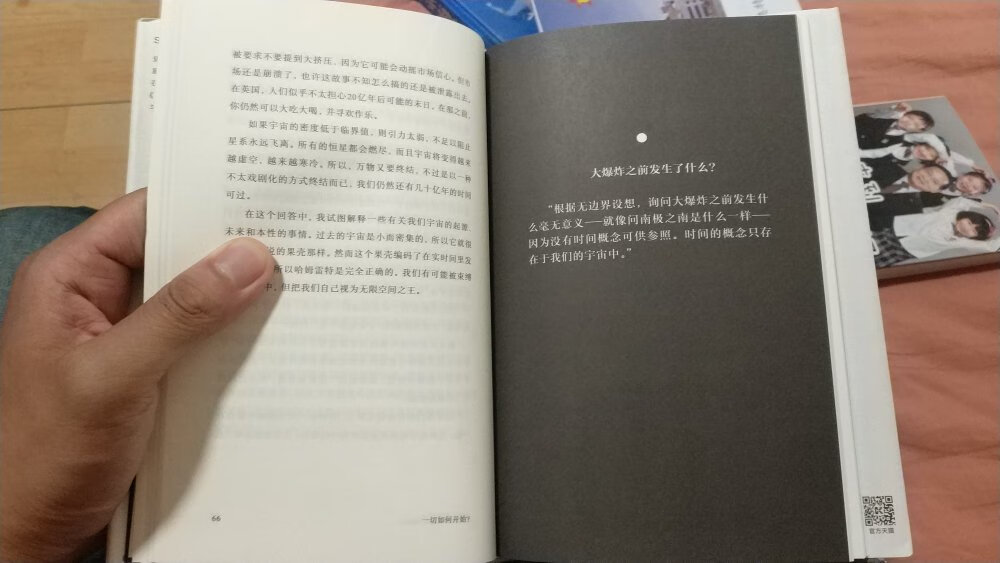 被要求不要提到大挤压，因为它可能会动摇市场信心。但市
场还是崩溃了，也许这故事不知怎么搞的还是被泄露出去。
在英国，人们似乎不太担心20亿年后可能的末日，在那之前，
你仍然可以大吃大喝，并寻欢作乐。
如果宇宙的密度低于临界值，则引力太弱，不足以阻止
星系永远飞离。所有的恒星都会燃尽，而且宇宙将变得越来
越虚空，越来越寒冷。所以，万物又要终结，不过是以一种
不太戏剧化的方式终结而已，我们仍然还有几十亿年的时间
可过。
在这个回答中，我试图解释一些有关我们宇宙的起源、
未来和本性的事情。过去的宇宙是小而密集的，所以它就很
说的果壳那样。然而这个果壳编码了在实时间里发
所以哈姆雷特是完全正确的。我们有可能被束缚
中，但把我们自己视为无限空间之王。
66
一切如何开始？
大爆炸之前发生了什么？
“根据无边界设想，询问大爆炸之前发生什
么毫无意义——就像问南极之南是什么一样——
因为没有时间概念可供参照。时间的概念只存
在于我们的宇宙中。”
官方天猫